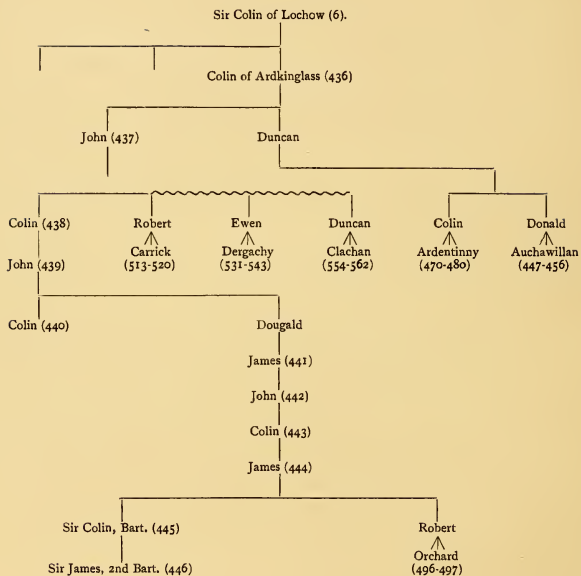 Sir Colin of Lochow (6).
Colin of Ardkinglass (436)
John (437) Duncan
Colin (438) Robert Ewen Duncan Colin Donald
Carrick Dergachy Clachan Ardentinny Auchawillan
John (439) (513-520) (531-543) (554-562) (470-480) (447-456)
Colin (440) Dougald
James (441)
John (442)
Colin (443)
James (444)
Sir Colin, Bart. (445) Robert
Orchard
Sir James, 2nd Bart. (446) (496-497)